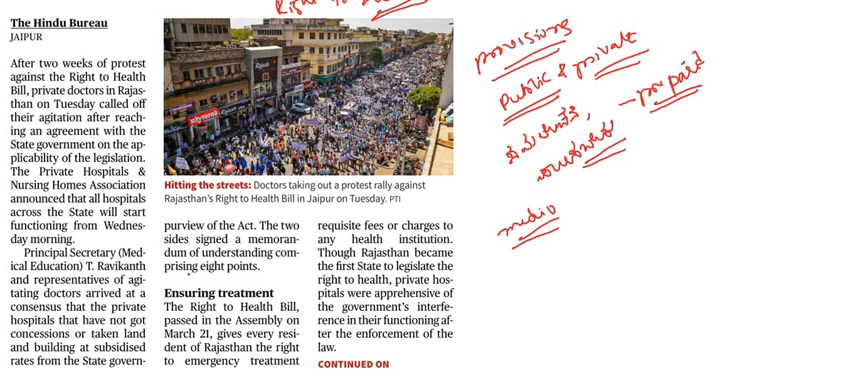 Right to
The Hindu Bureau
JAIPUR
After two weeks of protest
against the Right to Health
Bill, private doctors in Rajas-
than on Tuesday called off
their agitation after reach-
ing an agreement with the
State government on the ap-
plicability of the legislation.
The Private Hospitals &
Nursing Homes Association
announced that all hospitals
across the State will start
functioning from Wednes-
day morning.
Principal Secretary (Med-
ical Education) T. Ravikanth
and representatives of agi-
tating doctors arrived at a
consensus that the private
hospitals that have not got
concessions or taken land
and building at subsidised
rates from the State govern-
Hitting the streets: Doctors taking out a protest rally against
Rajasthan's Right to Health Bill in Jaipur on Tuesday. PTI
purview of the Act. The two
sides signed a memoran-
dum of understanding com-
prising eight points.
Ensuring treatment
The Right to Health Bill,
passed in the Assembly on
March 21, gives every resi-
dent of Rajasthan the right
to emergency treatment
requisite fees or charges to
any health institution.
Though Rajasthan became
the first State to legislate the
right to health, private hos-
pitals were apprehensive of
the government's interfe-
rence in their functioning af-
ter the enforcement of the
law.
CONTINUED ON
provisions
Public & private
medio